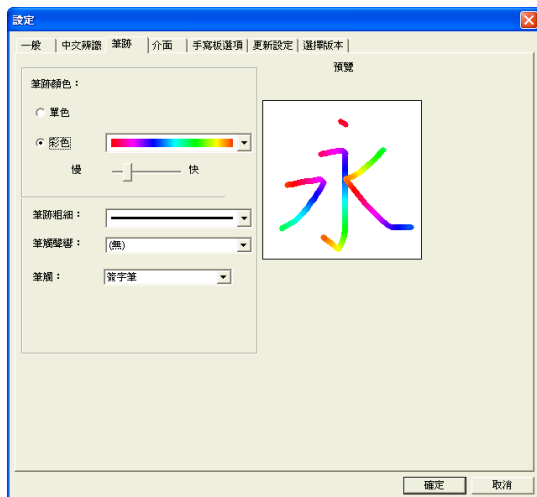 設定
一般 中文辨識 筆跡 介面 手寫板選項 更新設定 選擇版本
預覽
筆跡顏色：
單色
彩色
慢 快
筆跡粗細：
筆觸聲響： (無)
筆觸： 簽字筆
永
確定 取消